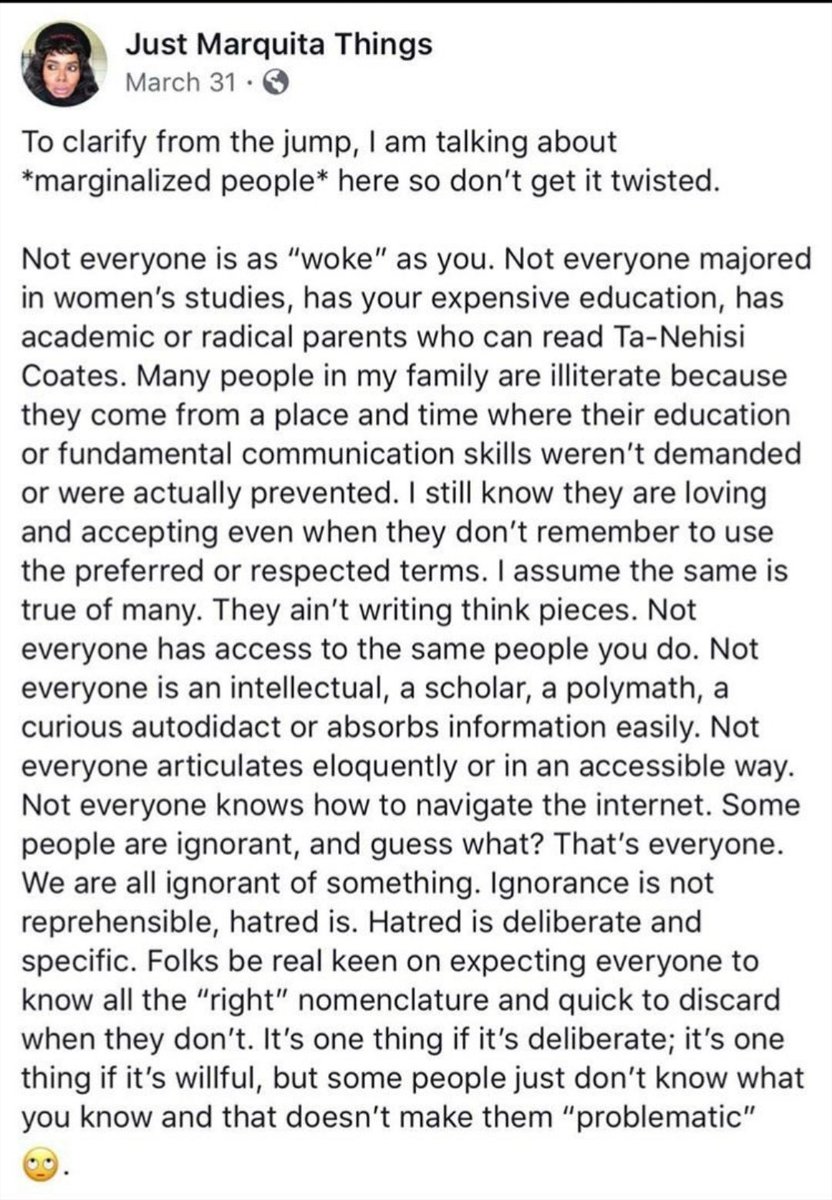 Just Marquita Things
March 31 ·
To clarify from the jump, I am talking about
*marginalized people* here so don’t get it twisted.
Not everyone is as “woke” as you. Not everyone majored
in women’s studies, has your expensive education, has
academic or radical parents who can read Ta-Nehisi
Coates. Many people in my family are illiterate because
they come from a place and time where their education
or fundamental communication skills weren’t demanded
or were actually prevented. I still know they are loving
and accepting even when they don’t remember to use
the preferred or respected terms. I assume the same is
true of many. They ain’t writing think pieces. Not
everyone has access to the same people you do. Not
everyone is an intellectual, a scholar, a polymath, a
curious autodidact or absorbs information easily. Not
everyone articulates eloquently or in an accessible way.
Not everyone knows how to navigate the internet. Some
people are ignorant, and guess what? That’s everyone.
We are all ignorant of something. Ignorance is not
reprehensible, hatred is. Hatred is deliberate and
specific. Folks be real keen on expecting everyone to
know all the “right” nomenclature and quick to discard
when they don’t. It’s one thing if it’s deliberate; it’s one
thing if it’s willful, but some people just don’t know what
you know and that doesn’t make them “problematic”
🙄.